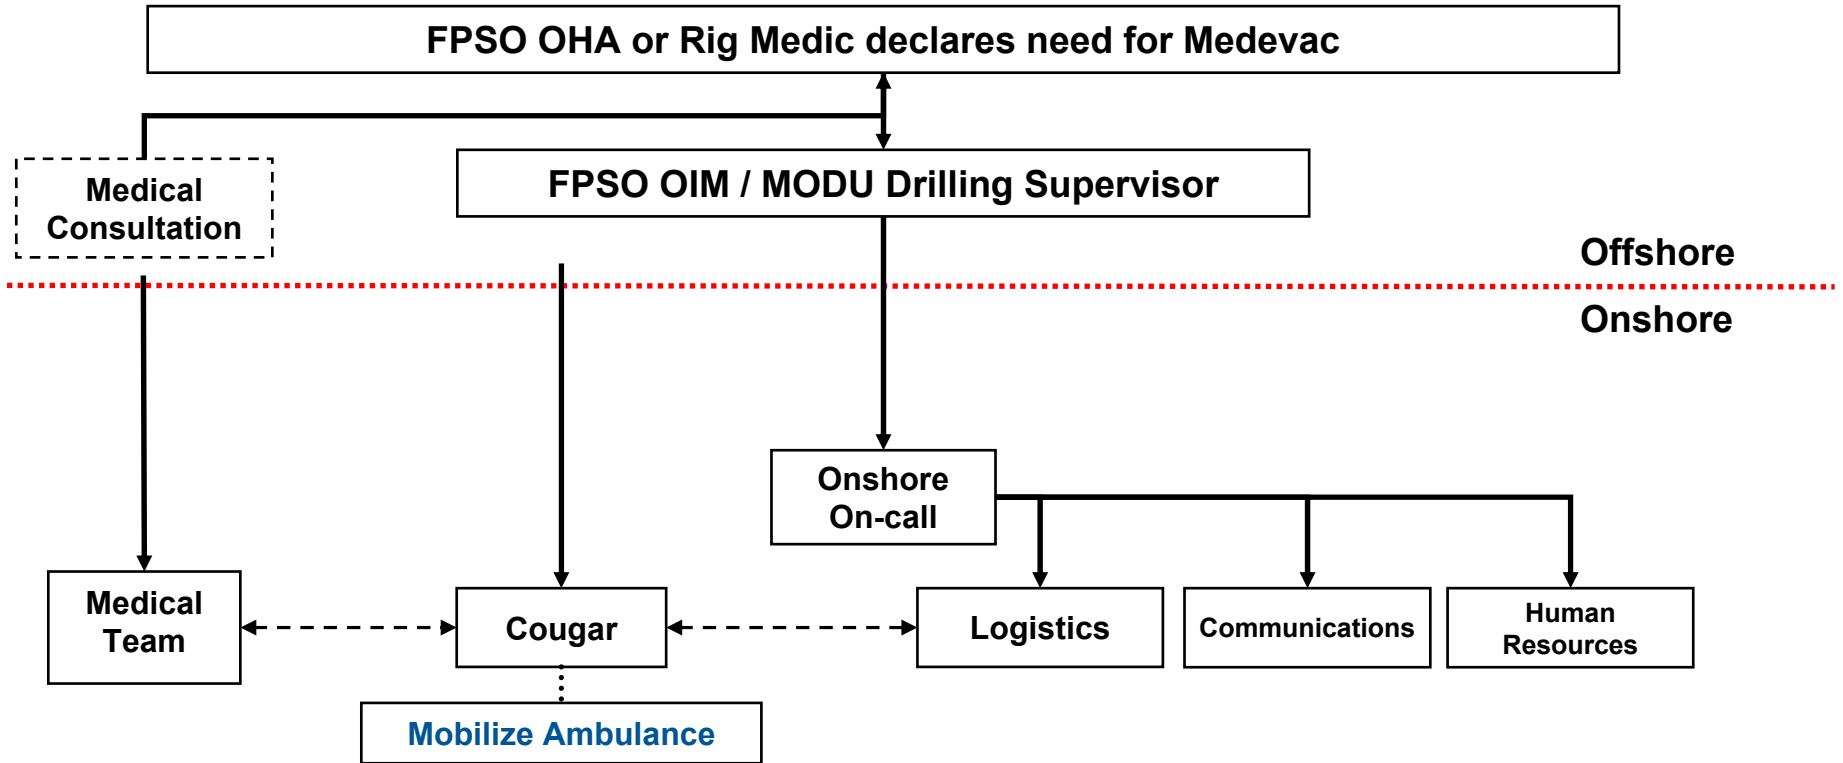 FPSO OHA or Rig Medic declares need for Medevac
Medical
Consultation
FPSO OIM / MODU Drilling Supervisor
Offshore
Onshore
Onshore
On-call
Medical
Team
Cougar
Logistics
Communications
Human
Resources
Mobilize Ambulance